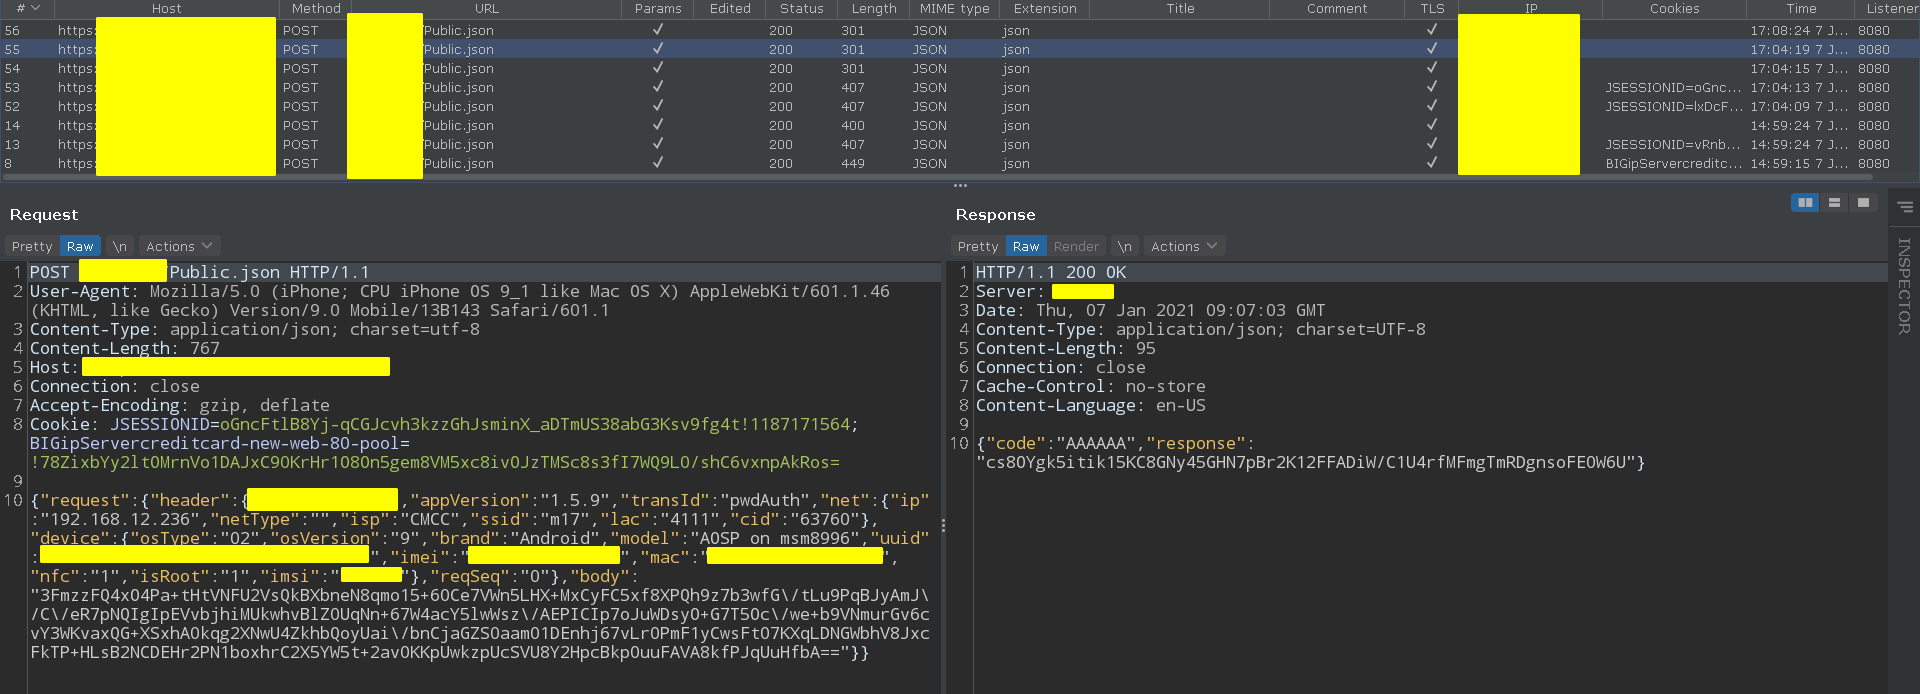 # Host Method URL Params Edited Status Length MIME type Extension Title Comment TLS IP Cookies Time Listener
56 https: POST /Public.json ✓ 200 301 JSON json ✓ 17:08:24 7 J... 8080
55 https: POST /Public.json ✓ 200 301 JSON json ✓ 17:04:19 7 J... 8080
54 https: POST /Public.json ✓ 200 301 JSON json ✓ 17:04:15 7 J... 8080
53 https: POST /Public.json ✓ 200 407 JSON json ✓ JSESSIONID=oGnc... 17:04:13 7 J... 8080
52 https: POST /Public.json ✓ 200 407 JSON json ✓ JSESSIONID=lxDcF... 17:04:09 7 J... 8080
14 https: POST /Public.json ✓ 200 400 JSON json ✓ 14:59:24 7 J... 8080
13 https: POST /Public.json ✓ 200 407 JSON json ✓ JSESSIONID=vRnb... 14:59:24 7 J... 8080
8 https: POST /Public.json ✓ 200 449 JSON json ✓ BIGipServercreditc... 14:59:15 7 J... 8080
Request
Pretty Raw \n Actions
1 POST /Public.json HTTP/1.1
2 User-Agent: Mozilla/5.0 (iPhone; CPU iPhone OS 9_1 like Mac OS X) AppleWebKit/601.1.46
(KHTML, like Gecko) Version/9.0 Mobile/13B143 Safari/601.1
3 Content-Type: application/json; charset=utf-8
4 Content-Length: 767
5 Host:
6 Connection: close
7 Accept-Encoding: gzip, deflate
8 Cookie: JSESSIONID=oGncFtlB8Yj-qCGJcvh3kzzGhJsminX_aDTmUS38abG3Ksv9fg4t!1187171564;
BIGipServercreditcard-new-web-80-pool=
!78ZixbYy2lt0MrnVo1DAJxC90KrHr1080n5gem8VM5xc8iv0JzTMSc8s3fI7WQ9L0/shC6vxnpAkRos=
9
10 {"request":{"header":{ ,"appVersion":"1.5.9","transId":"pwdAuth","net":{"ip"
:"192.168.12.236","netType":"","isp":"CMCC","ssid":"m17","lac":"4111","cid":"63760"},
"device":{"osType":"02","osVersion":"9","brand":"Android","model":"AOSP on msm8996","uuid"
: ","imei":" ","mac":" ",
"nfc":"1","isRoot":"1","imsi":" "},"reqSeq":"0"},"body":
"3FmzzFQ4xO4Pa+tHtVNFU2VsQkBXbneN8qmo15+60Ce7VWn5LHX+MxCyFC5xf8XPQh9z7b3wfG\/tLu9PqBJyAmJ\
/C\/eR7pNQIgIpEVvbjhiMUkwhvBlZOUqNn+67W4acY5lwWsz\/AEPICIp7oJuWDsy0+G7T50c\/we+b9VNmurGv6c
vY3WKvaxQG+XSxhA0kqg2XNwU4ZkhbQoyUai\/bnCjaGZS0aam01DEnhj67vLr0PmF1yCwsFt07KXqLDNGWbhV8Jxc
FkTP+HLsB2NCDEHr2PN1boxhrC2X5YW5t+2av0KKpUwkzpUcSVU8Y2HpcBkp0uuFAVA8kfPJqUuHfbA=="}}
Response
Pretty Raw Render \n Actions
1 HTTP/1.1 200 OK
2 Server:
3 Date: Thu, 07 Jan 2021 09:07:03 GMT
4 Content-Type: application/json; charset=UTF-8
5 Content-Length: 95
6 Connection: close
7 Cache-Control: no-store
8 Content-Language: en-US
9
10 {"code":"AAAAAA","response":
"cs80Ygk5itik15KC8GNy45GHN7pBr2K12FFADiW/C1U4rfMFmgTmRDgnsoFE0W6U"}
INSPECTOR